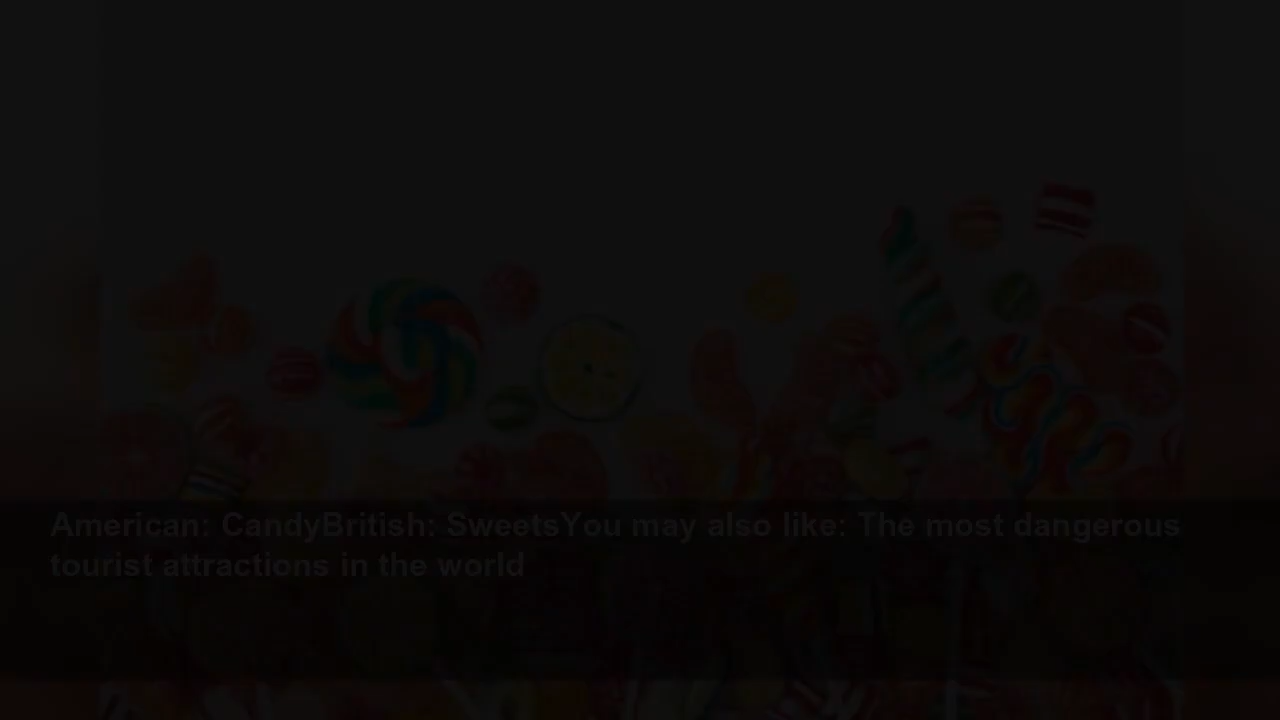 American: CandyBritish: SweetsYou may also like: The most dangerous
tourist attractions in the world